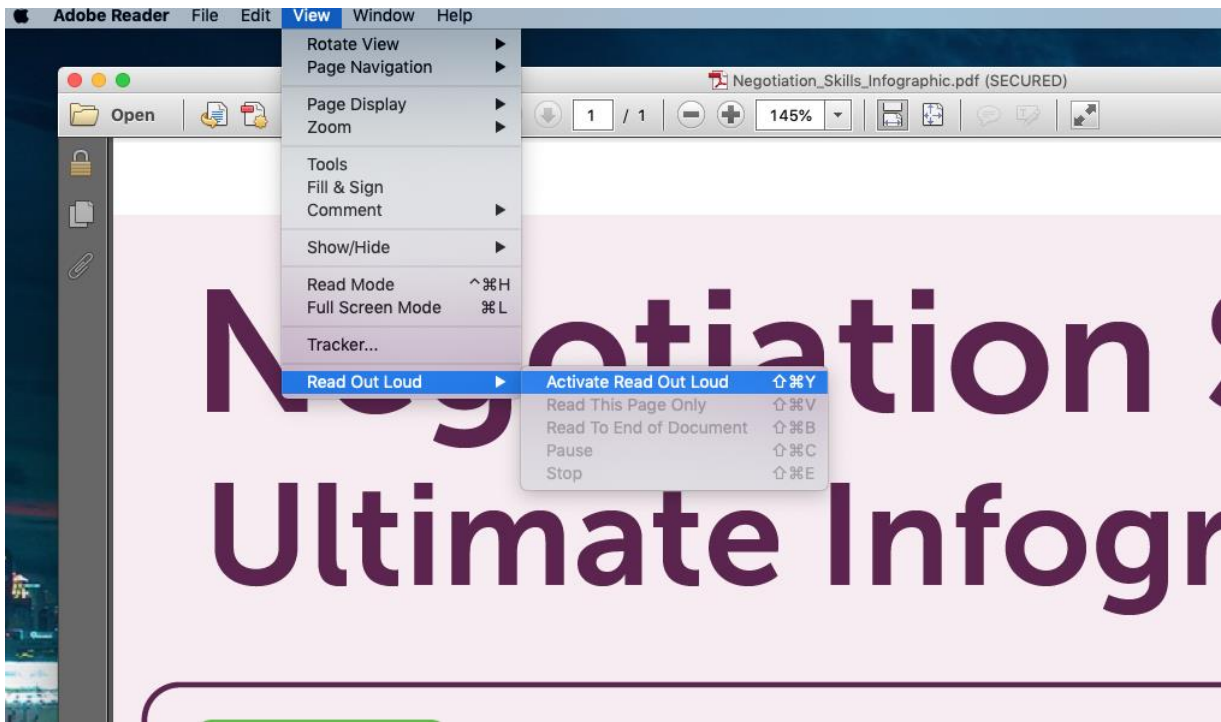 Adobe Reader File Edit View Window Help
Negotiation_Skills_Infographic.pdf (SECURED)
Open 1 / 1 145%
Rotate View
Page Navigation
Page Display
Zoom
Tools
Fill & Sign
Comment
Show/Hide
Read Mode ^⌘H
Full Screen Mode ⌘L
Tracker...
Read Out Loud
Activate Read Out Loud ⇧⌘Y
Read This Page Only ⇧⌘V
Read To End of Document ⇧⌘B
Pause ⇧⌘C
Stop ⇧⌘E
Negotiation S
Ultimate Infogr